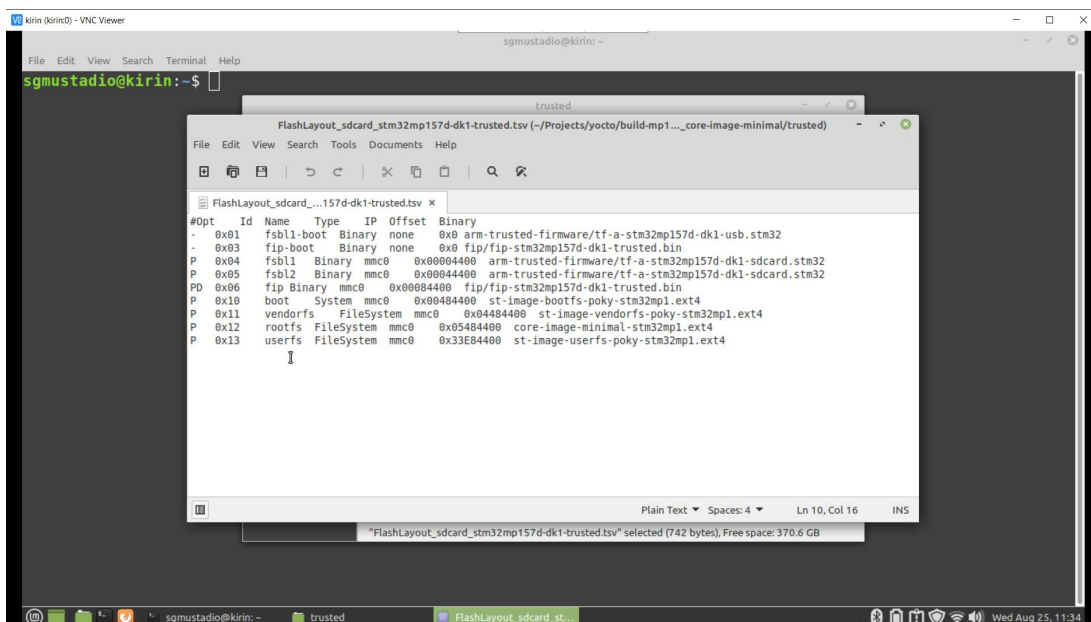 kirin (kirin:0) - VNC Viewer
sgmustadio@kirin: ~
File Edit View Search Terminal Help
sgmustadio@kirin:~$
trusted
FlashLayout_sdcard_stm32mp157d-dk1-trusted.tsv (~/Projects/yocto/build-mp1..._core-image-minimal/trusted)
File Edit View Search Tools Documents Help
FlashLayout_sdcard_...157d-dk1-trusted.tsv
#Opt Id Name Type IP Offset Binary
- 0x01 fsbl1-boot Binary none 0x0 arm-trusted-firmware/tf-a-stm32mp157d-dk1-usb.stm32
- 0x03 fip-boot Binary none 0x0 fip/fip-stm32mp157d-dk1-trusted.bin
P 0x04 fsbl1 Binary mmc0 0x00004400 arm-trusted-firmware/tf-a-stm32mp157d-dk1-sdcard.stm32
P 0x05 fsbl2 Binary mmc0 0x00044400 arm-trusted-firmware/tf-a-stm32mp157d-dk1-sdcard.stm32
PD 0x06 fip Binary mmc0 0x00084400 fip/fip-stm32mp157d-dk1-trusted.bin
P 0x10 boot System mmc0 0x00484400 st-image-bootfs-poky-stm32mp1.ext4
P 0x11 vendorfs FileSystem mmc0 0x04484400 st-image-vendorfs-poky-stm32mp1.ext4
P 0x12 rootfs FileSystem mmc0 0x05484400 core-image-minimal-stm32mp1.ext4
P 0x13 userfs FileSystem mmc0 0x33E84400 st-image-userfs-poky-stm32mp1.ext4
Plain Text Spaces: 4 Ln 10, Col 16 INS
"FlashLayout_sdcard_stm32mp157d-dk1-trusted.tsv" selected (742 bytes), Free space: 370.6 GB
sgmustadio@kirin: ~ trusted FlashLayout_sdcard_st... Wed Aug 25, 11:34